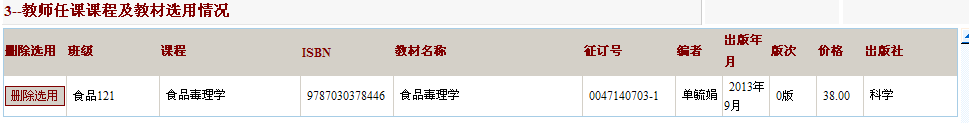 3--教师任课课程及教材选用情况
删除选用 班级 课程 ISBN 教材名称 征订号 编者 出版年月 版次 价格 出版社
删除选用 食品121 食品毒理学 9787030378446 食品毒理学 0047140703-1 单毓娟 2013年9月 0版 38.00 科学